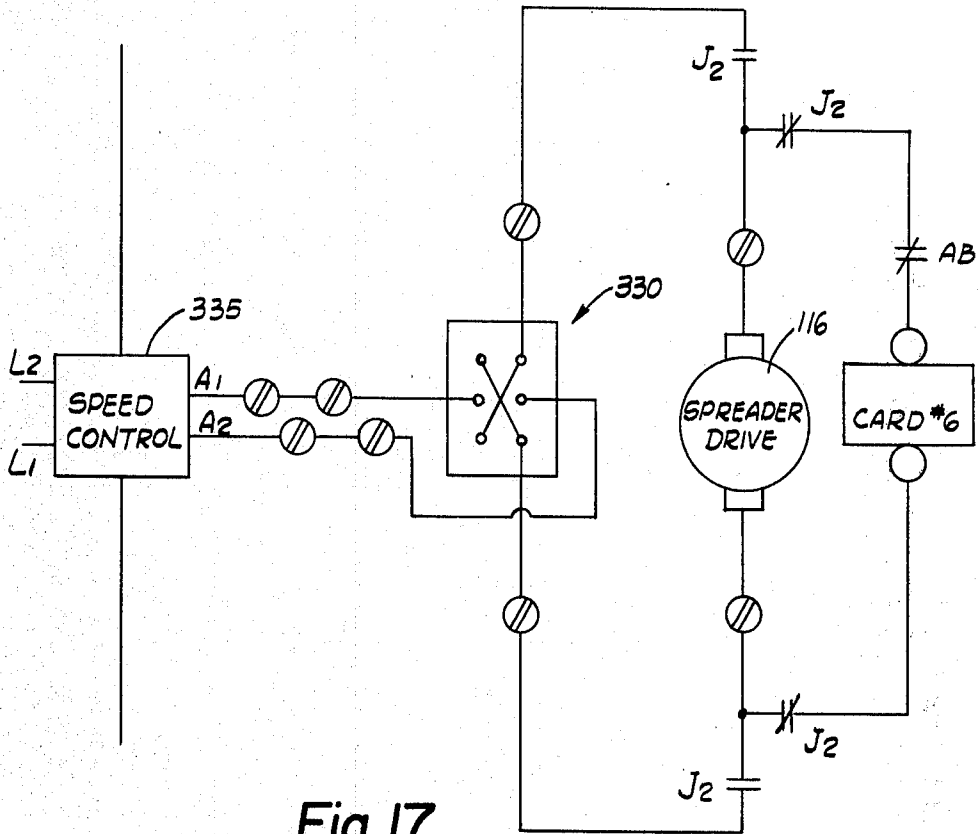 J2
J2
AB
330
335
116
L2
A1
SPEED
CONTROL
A2
L1
SPREADER
DRIVE
CARD #6
J2
J2
Fig. 17